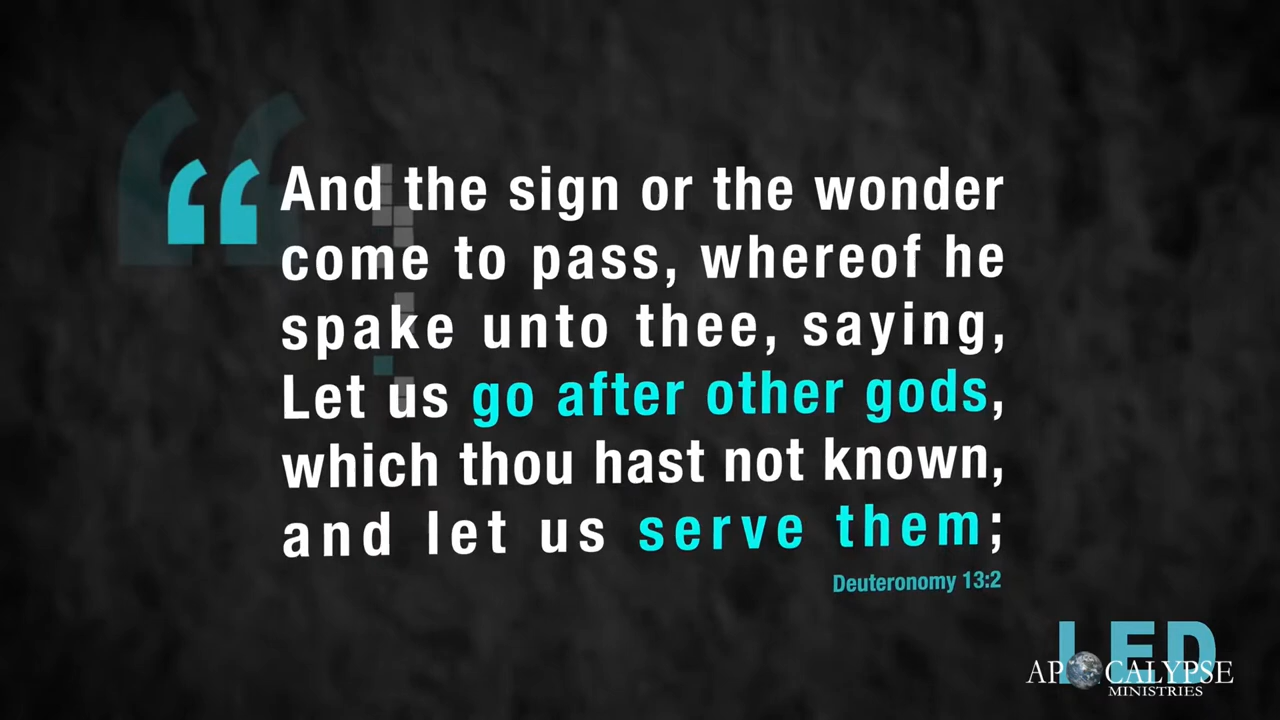 “
And the sign or the wonder
come to pass, whereof he
spake unto thee, saying,
Let us go after other gods,
which thou hast not known,
and let us serve them;
Deuteronomy 13:2
LED
APOCALYPSE
MINISTRIES